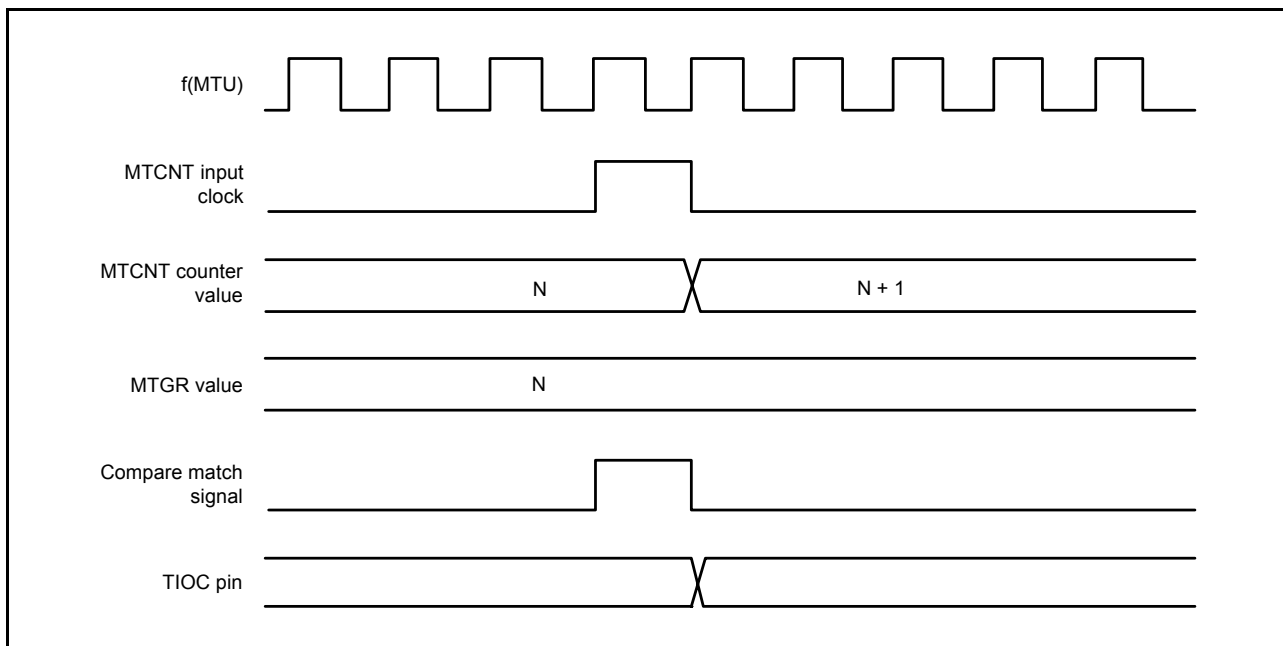 f(MTU)
MTCNT input
clock
MTCNT counter
value
N
N + 1
MTGR value
N
Compare match
signal
TIOC pin